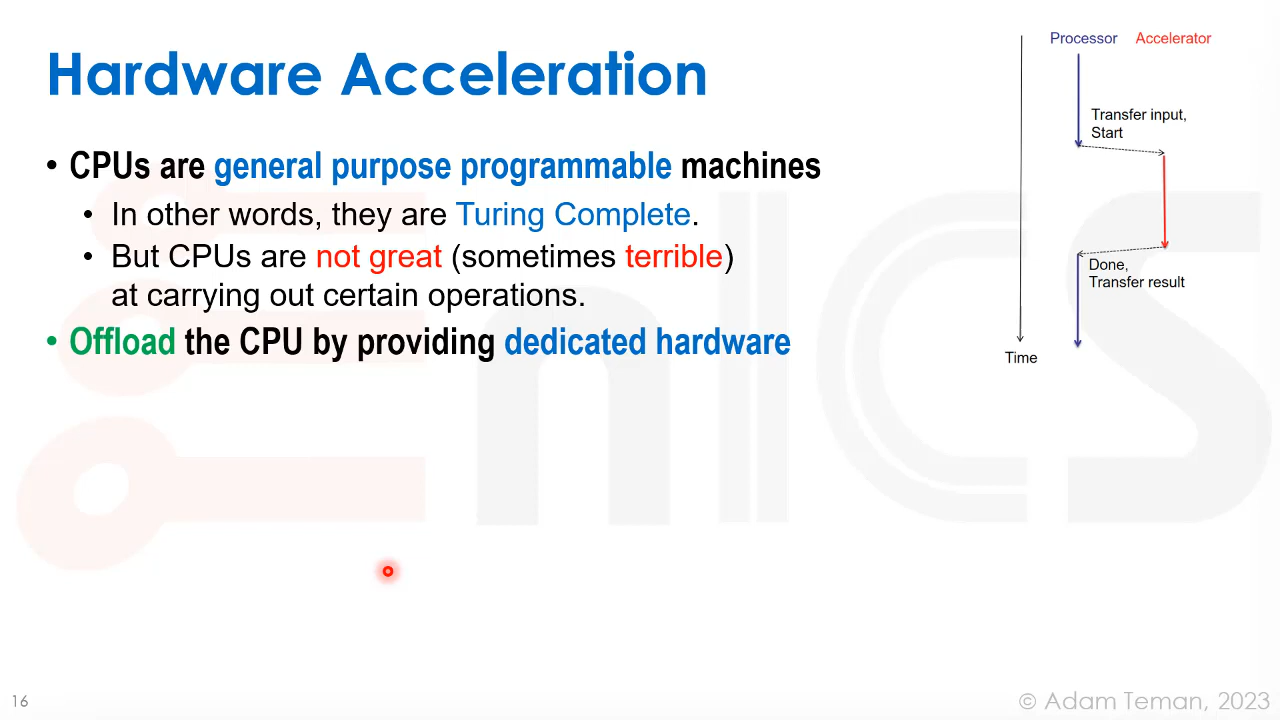 Hardware Acceleration
• CPUs are general purpose programmable machines
• In other words, they are Turing Complete.
• But CPUs are not great (sometimes terrible)
at carrying out certain operations.
• Offload the CPU by providing dedicated hardware
Processor Accelerator
Transfer input,
Start
Done,
Transfer result
Time
enICS
16
© Adam Teman, 2023